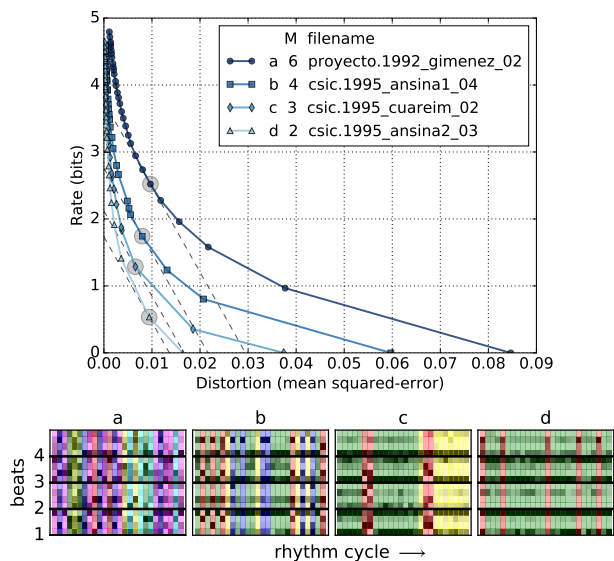 5
4
3
2
1
0
Rate (bits)
M filename
a 6 proyecto.1992_gimenez_02
b 4 csic.1995_ansina1_04
c 3 csic.1995_cuareim_02
d 2 csic.1995_ansina2_03
0.00 0.01 0.02 0.03 0.04 0.05 0.06 0.07 0.08 0.09
Distortion (mean squared-error)
a b c d
beats
4
3
2
1
rhythm cycle →